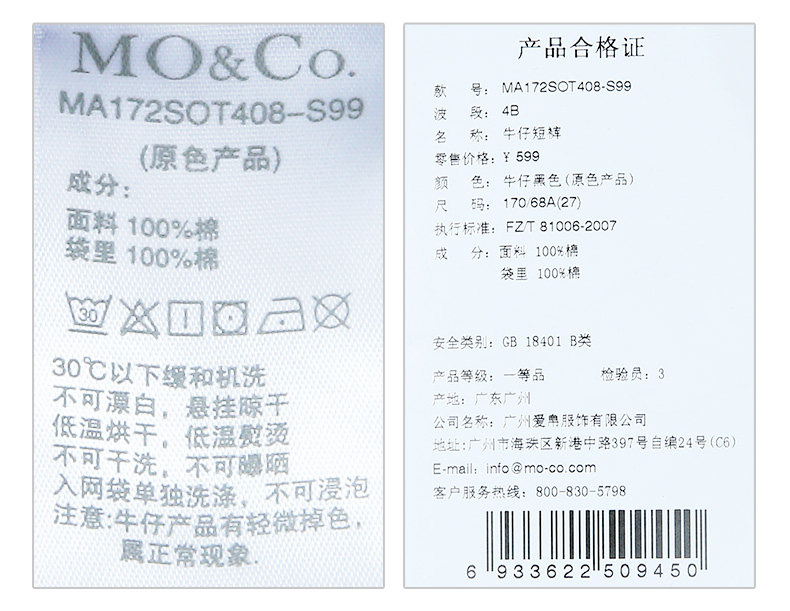 MO&Co.
MA172SOT408-S99
(原色产品)
成分:
面料 100%棉
袋里 100%棉
30
30℃以下缓和机洗
不可漂白，悬挂晾干
低温烘干，低温熨烫
不可干洗，不可曝晒
入网袋单独洗涤，不可浸泡
注意:牛仔产品有轻微掉色，
属正常现象.
产品合格证
款 号: MA172SOT408-S99
波 段: 4B
名 称: 牛仔短裤
零售价格: ¥ 599
颜 色: 牛仔黑色(原色产品)
尺 码: 170/68A(27)
执行标准: FZ/T 81006-2007
成 分: 面料 100%棉
袋里 100%棉
安全类别: GB 18401 B类
产品等级: 一等品 检验员: 3
产地: 广东广州
公司名称: 广州爱帛服饰有限公司
地址:广州市海珠区新港中路397号自编24号(C6)
E-mail: info@mo-co.com
客户服务热线: 800-830-5798
6 933622 509450